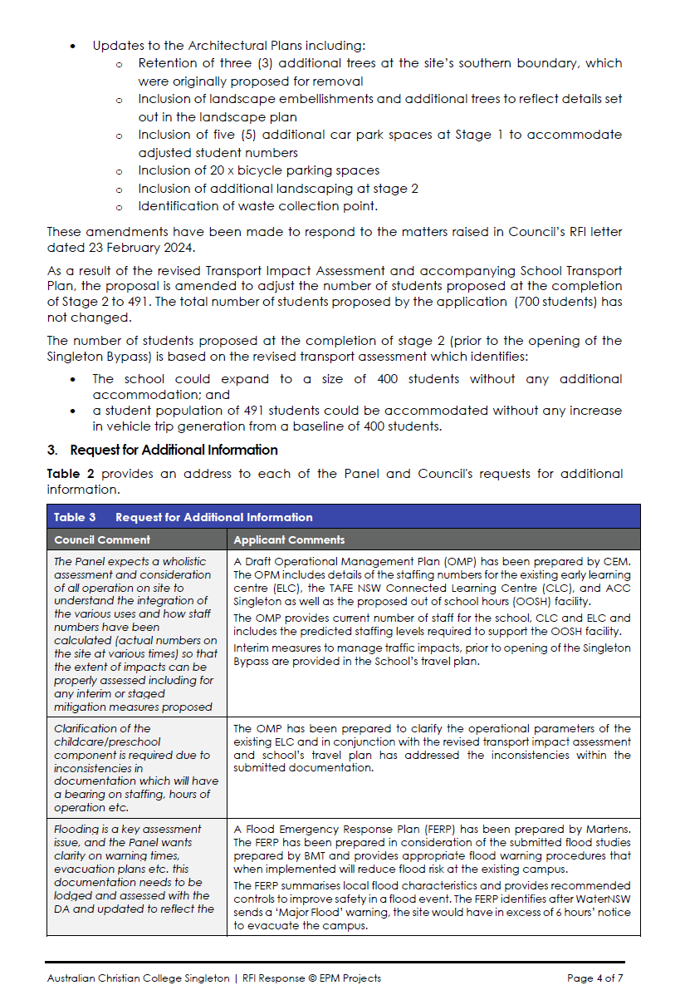 • Updates to the Architectural Plans including:
o Retention of three (3) additional trees at the site's southern boundary, which
were originally proposed for removal
o Inclusion of landscape embellishments and additional trees to reflect details set
out in the landscape plan
o Inclusion of five (5) additional car park spaces at Stage 1 to accommodate
adjusted student numbers
o Inclusion of 20 x bicycle parking spaces
o Inclusion of additional landscaping at stage 2
o Identification of waste collection point.
These amendments have been made to respond to the matters raised in Council's RFI letter
dated 23 February 2024.
As a result of the revised Transport Impact Assessment and accompanying School Transport
Plan, the proposal is amended to adjust the number of students proposed at the completion
of Stage 2 to 491. The total number of students proposed by the application (700 students) has
not changed.
The number of students proposed at the completion of stage 2 (prior to the opening of the
Singleton Bypass) is based on the revised transport assessment which identifies:
• The school could expand to a size of 400 students without any additional
accommodation; and
• a student population of 491 students could be accommodated without any increase
in vehicle trip generation from a baseline of 400 students.
3. Request for Additional Information
Table 2 provides an address to each of the Panel and Council's requests for additional
information.
Table 3 Request for Additional Information
Council Comment
Applicant Comments
The Panel expects a wholistic
assessment and consideration
of all operation on site to
understand the integration of
the various uses and how staff
numbers have been
calculated (actual numbers on
the site at various times) so that
the extent of impacts can be
properly assessed including for
any interim or staged
mitigation measures proposed
A Draft Operational Management Plan (OMP) has been prepared by CEM.
The OPM includes details of the staffing numbers for the existing early learning
centre (ELC), the TAFE NSW Connected Learning Centre (CLC), and ACC
Singleton as well as the proposed out of school hours (OOSH) facility.
The OMP provides current number of staff for the school, CLC and ELC and
includes the predicted staffing levels required to support the OOSH facility.
Interim measures to manage traffic impacts, prior to opening of the Singleton
Bypass are provided in the School's travel plan.
Clarification of the
childcare/preschool
component is required due to
inconsistencies in
documentation which will have
a bearing on staffing, hours of
operation etc.
The OMP has been prepared to clarify the operational parameters of the
existing ELC and in conjunction with the revised transport impact assessment
and school's travel plan has addressed the inconsistencies within the
submitted documentation.
Flooding is a key assessment
issue, and the Panel wants
clarity on warning times,
evacuation plans etc. this
documentation needs to be
lodged and assessed with the
DA and updated to reflect the
A Flood Emergency Response Plan (FERP) has been prepared by Martens.
The FERP has been prepared in consideration of the submitted flood studies
prepared by BMT and provides appropriate flood warning procedures that
when implemented will reduce flood risk at the existing campus.
The FERP summarises local flood characteristics and provides recommended
controls to improve safety in a flood event. The FERP identifies after WaterNSW
sends a 'Major Flood' warning, the site would have in excess of 6 hours' notice
to evacuate the campus.
Australian Christian College Singleton | RFI Response © EPM Projects
Page 4 of 7